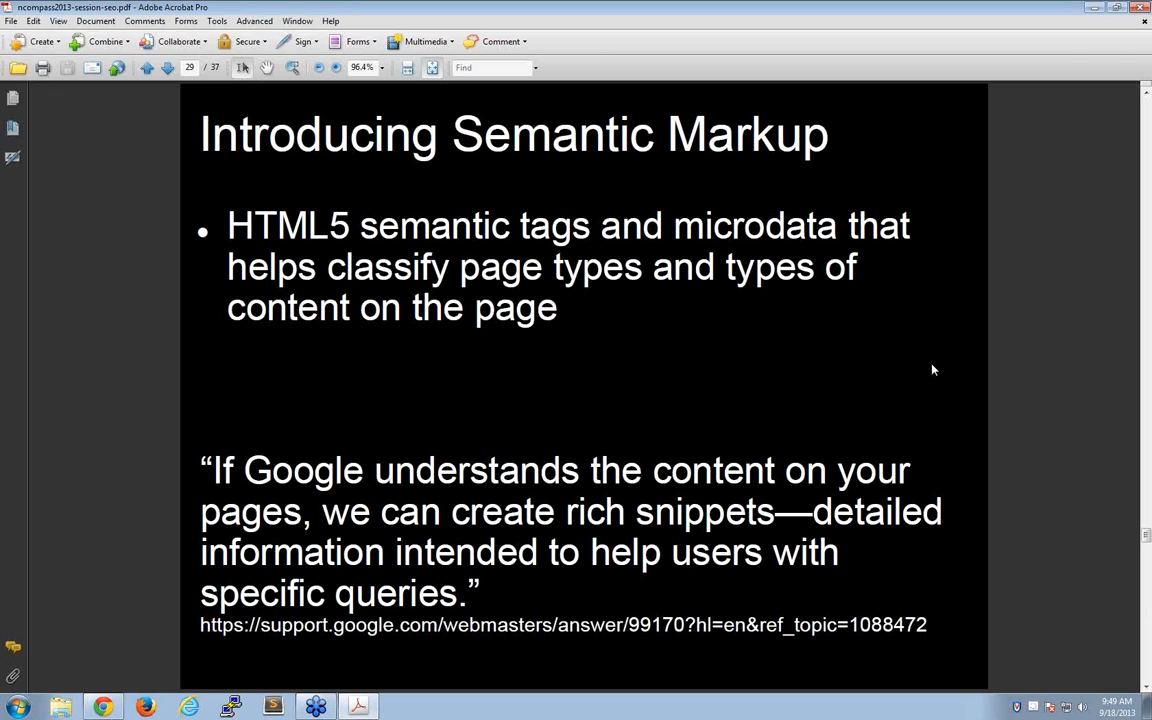 ncompass2013-session-seo.pdf - Adobe Acrobat Pro
File Edit View Document Comments Forms Tools Advanced Window Help
Create Combine Collaborate Secure Sign Forms Multimedia Comment
29 / 37 96.4% Find
Introducing Semantic Markup
• HTML5 semantic tags and microdata that
helps classify page types and types of
content on the page
“If Google understands the content on your
pages, we can create rich snippets—detailed
information intended to help users with
specific queries.”
https://support.google.com/webmasters/answer/99170?hl=en&ref_topic=1088472
9:49 AM
9/18/2013